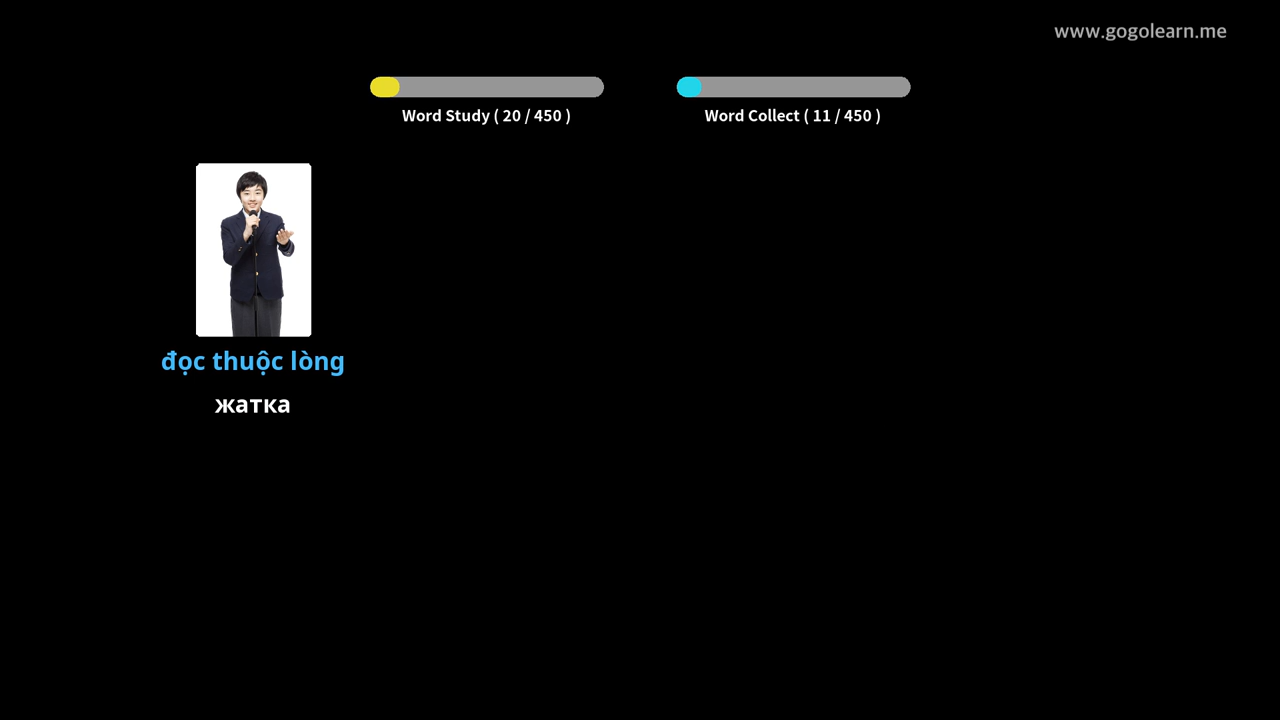 www.gogolearn.me
Word Study ( 20 / 450 )
Word Collect ( 11 / 450 )
đọc thuộc lòng
жатка